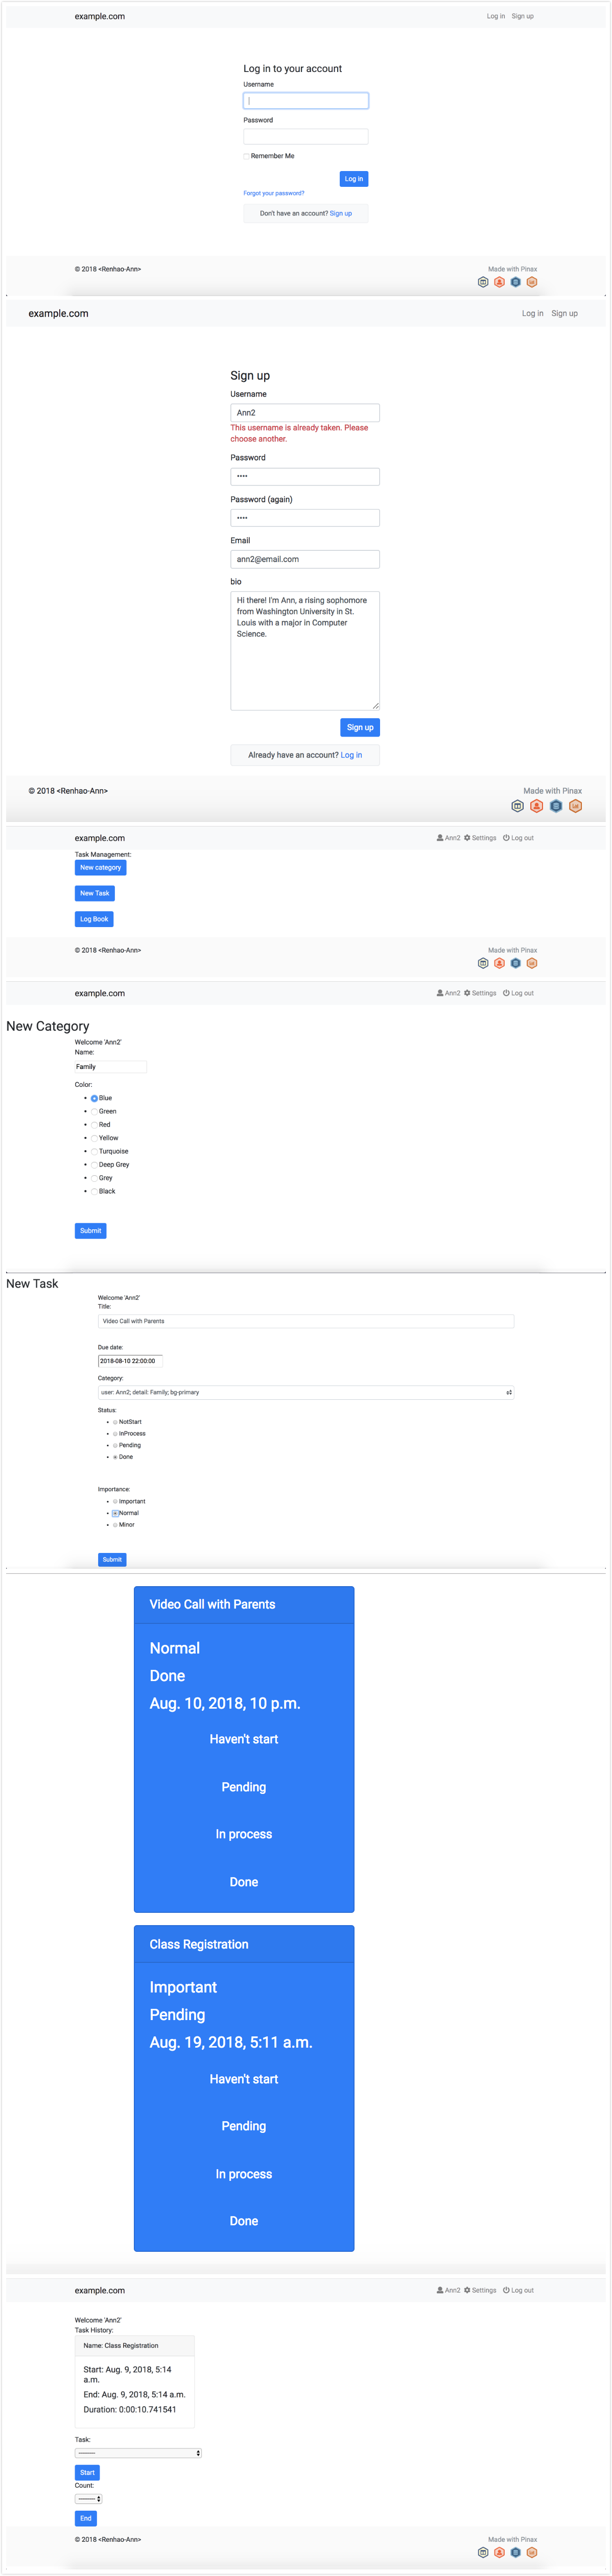 example.com
Log in Sign up
Log in to your account
Username
Password
Remember Me
Log in
Forgot your password?
Don't have an account? Sign up
© 2018 <Renhao-Ann>
Made with Pinax
example.com
Log in Sign up
Sign up
Username
Ann2
This username is already taken. Please
choose another.
Password
••••
Password (again)
••••
Email
ann2@email.com
bio
Hi there! I'm Ann, a rising sophomore
from Washington University in St.
Louis with a major in Computer
Science.
Sign up
Already have an account? Log in
© 2018 <Renhao-Ann>
Made with Pinax
example.com
Ann2 Settings Log out
Task Management:
New category
New Task
Log Book
© 2018 <Renhao-Ann>
Made with Pinax
example.com
Ann2 Settings Log out
New Category
Welcome 'Ann2'
Name:
Family
Color:
Blue
Green
Red
Yellow
Turquoise
Deep Grey
Grey
Black
Submit
New Task
Welcome 'Ann2'
Title:
Video Call with Parents
Due date:
2018-08-10 22:00:00
Category:
user: Ann2; detail: Family; bg-primary
Status:
NotStart
InProcess
Pending
Done
Importance:
Important
Normal
Minor
Submit
Video Call with Parents
Normal
Done
Aug. 10, 2018, 10 p.m.
Haven't start
Pending
In process
Done
Class Registration
Important
Pending
Aug. 19, 2018, 5:11 a.m.
Haven't start
Pending
In process
Done
example.com
Ann2 Settings Log out
Welcome 'Ann2'
Task History:
Name: Class Registration
Start: Aug. 9, 2018, 5:14
a.m.
End: Aug. 9, 2018, 5:14 a.m.
Duration: 0:00:10.741541
Task:
---------
Start
Count:
---------
End
© 2018 <Renhao-Ann>
Made with Pinax